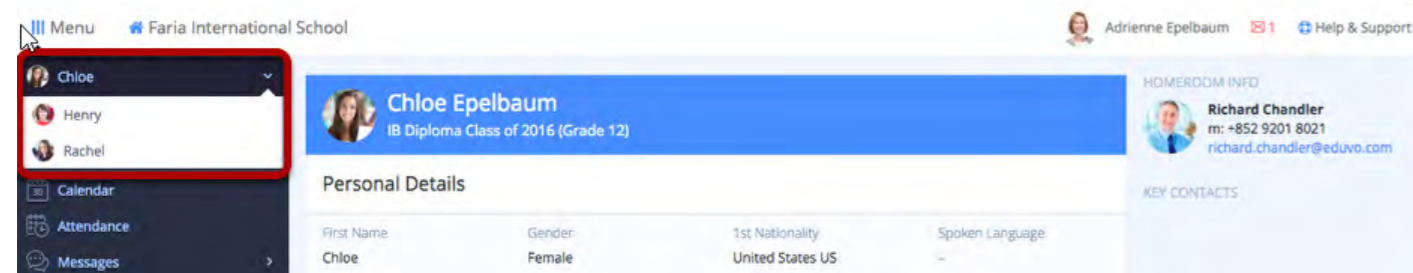 Menu Faria International School Adrienne Epelbaum 1 Help & Support
Chloe
Henry
Rachel
30 Calendar
Attendance
Messages
Chloe Epelbaum
IB Diploma Class of 2016 (Grade 12)
Personal Details
First Name Gender 1st Nationality Spoken Language
Chloe Female United States US –
HOMEROOM INFO
Richard Chandler
m: +852 9201 8021
richard.chandler@eduvo.com
KEY CONTACTS